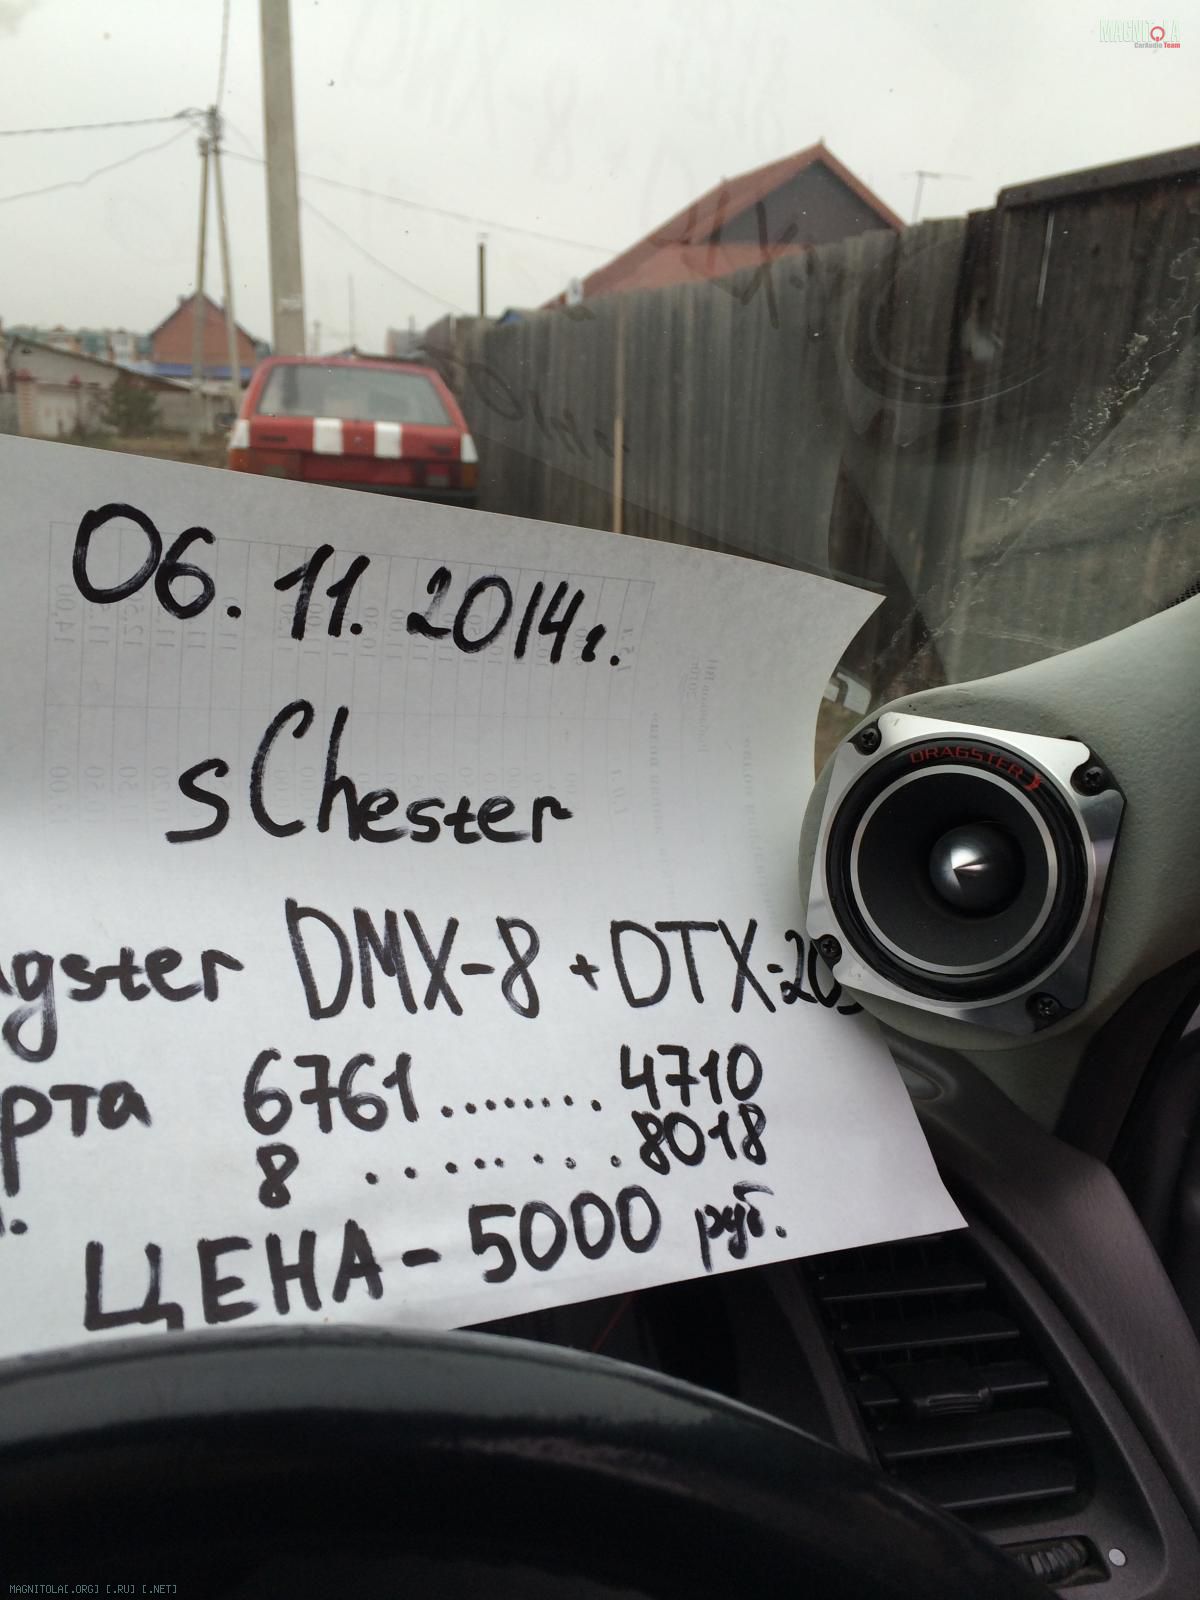 MAGNITOLA
CarAudio Team
06.11.2014г.
sChester
agster DMX-8 + DTX-20
DRAGSTER
рта 6761........4710
8 ........8018
ЦЕНА - 5000 руб.
MAGNITOLA[.ORG] [.RU] [.NET]